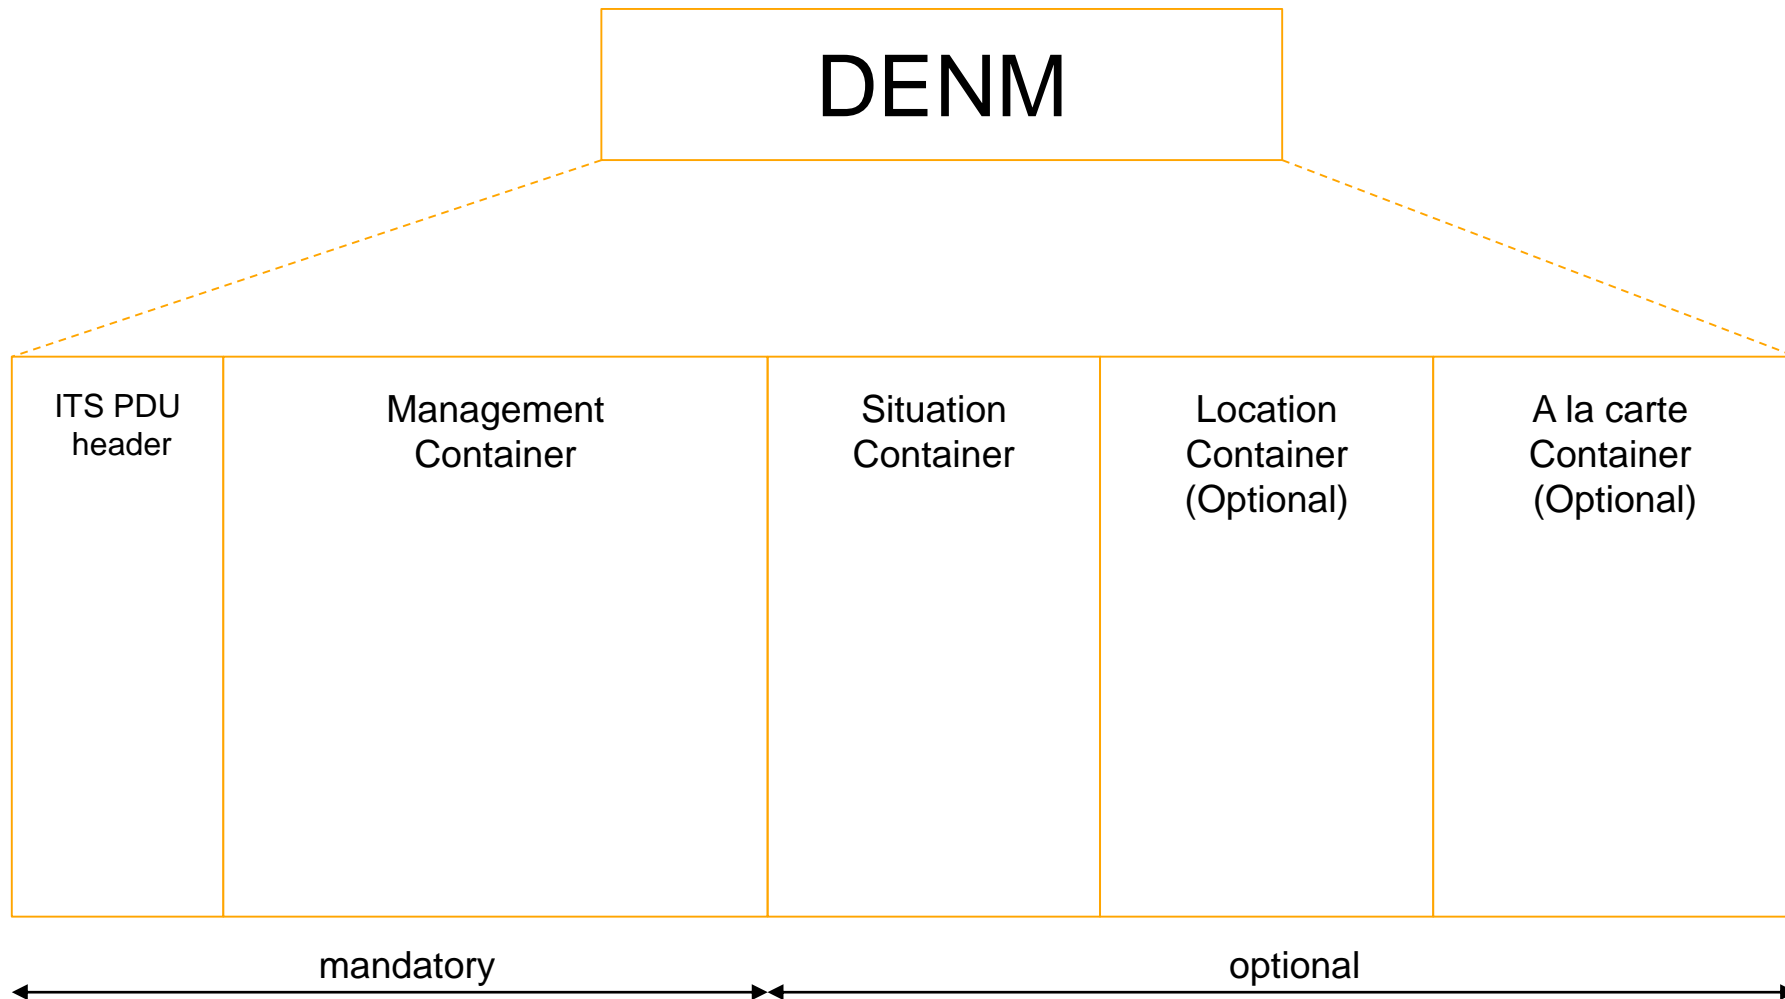 DENM
ITS PDU
header
Management
Container
Situation
Container
Location
Container
(Optional)
A la carte
Container
(Optional)
mandatory
optional